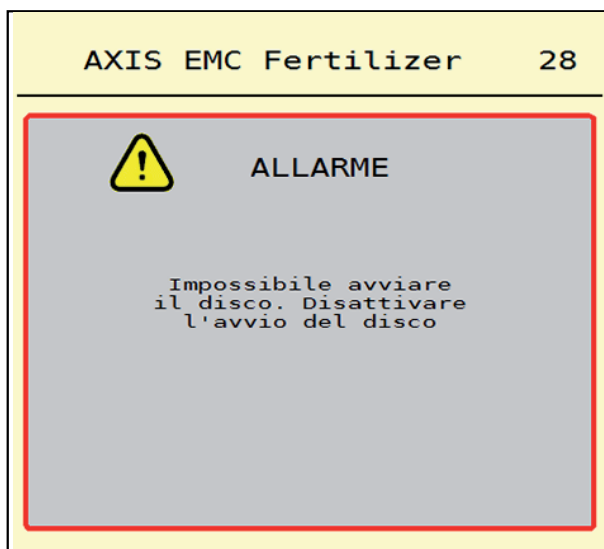 AXIS EMC Fertilizer 28
ALLARME
Impossibile avviare
il disco. Disattivare
l'avvio del disco